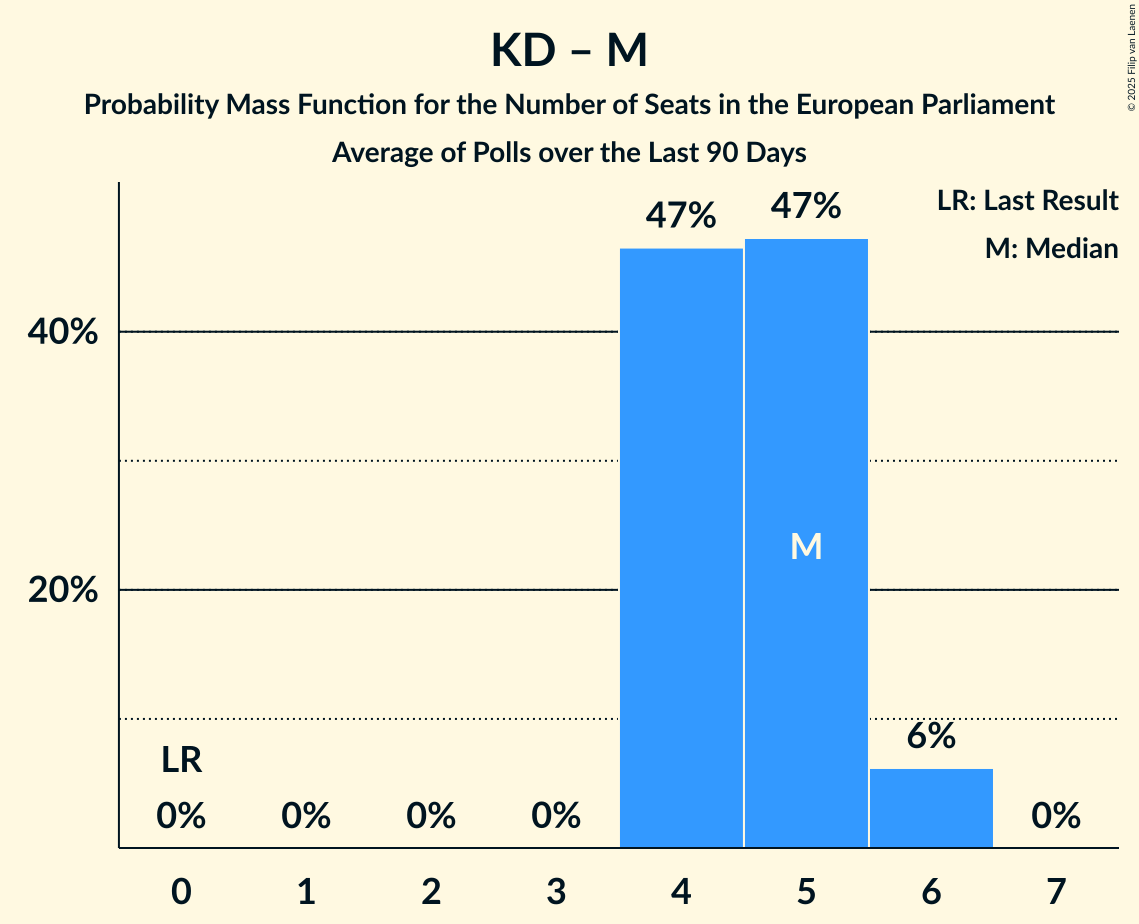 KD – M
Probability Mass Function for the Number of Seats in the European Parliament
Average of Polls over the Last 90 Days
© 2025 Filip van Laenen
LR: Last Result
M: Median
47%
47%
40%
M
20%
6%
LR
0%
0%
0%
0%
0%
0 1 2 3 4 5 6 7